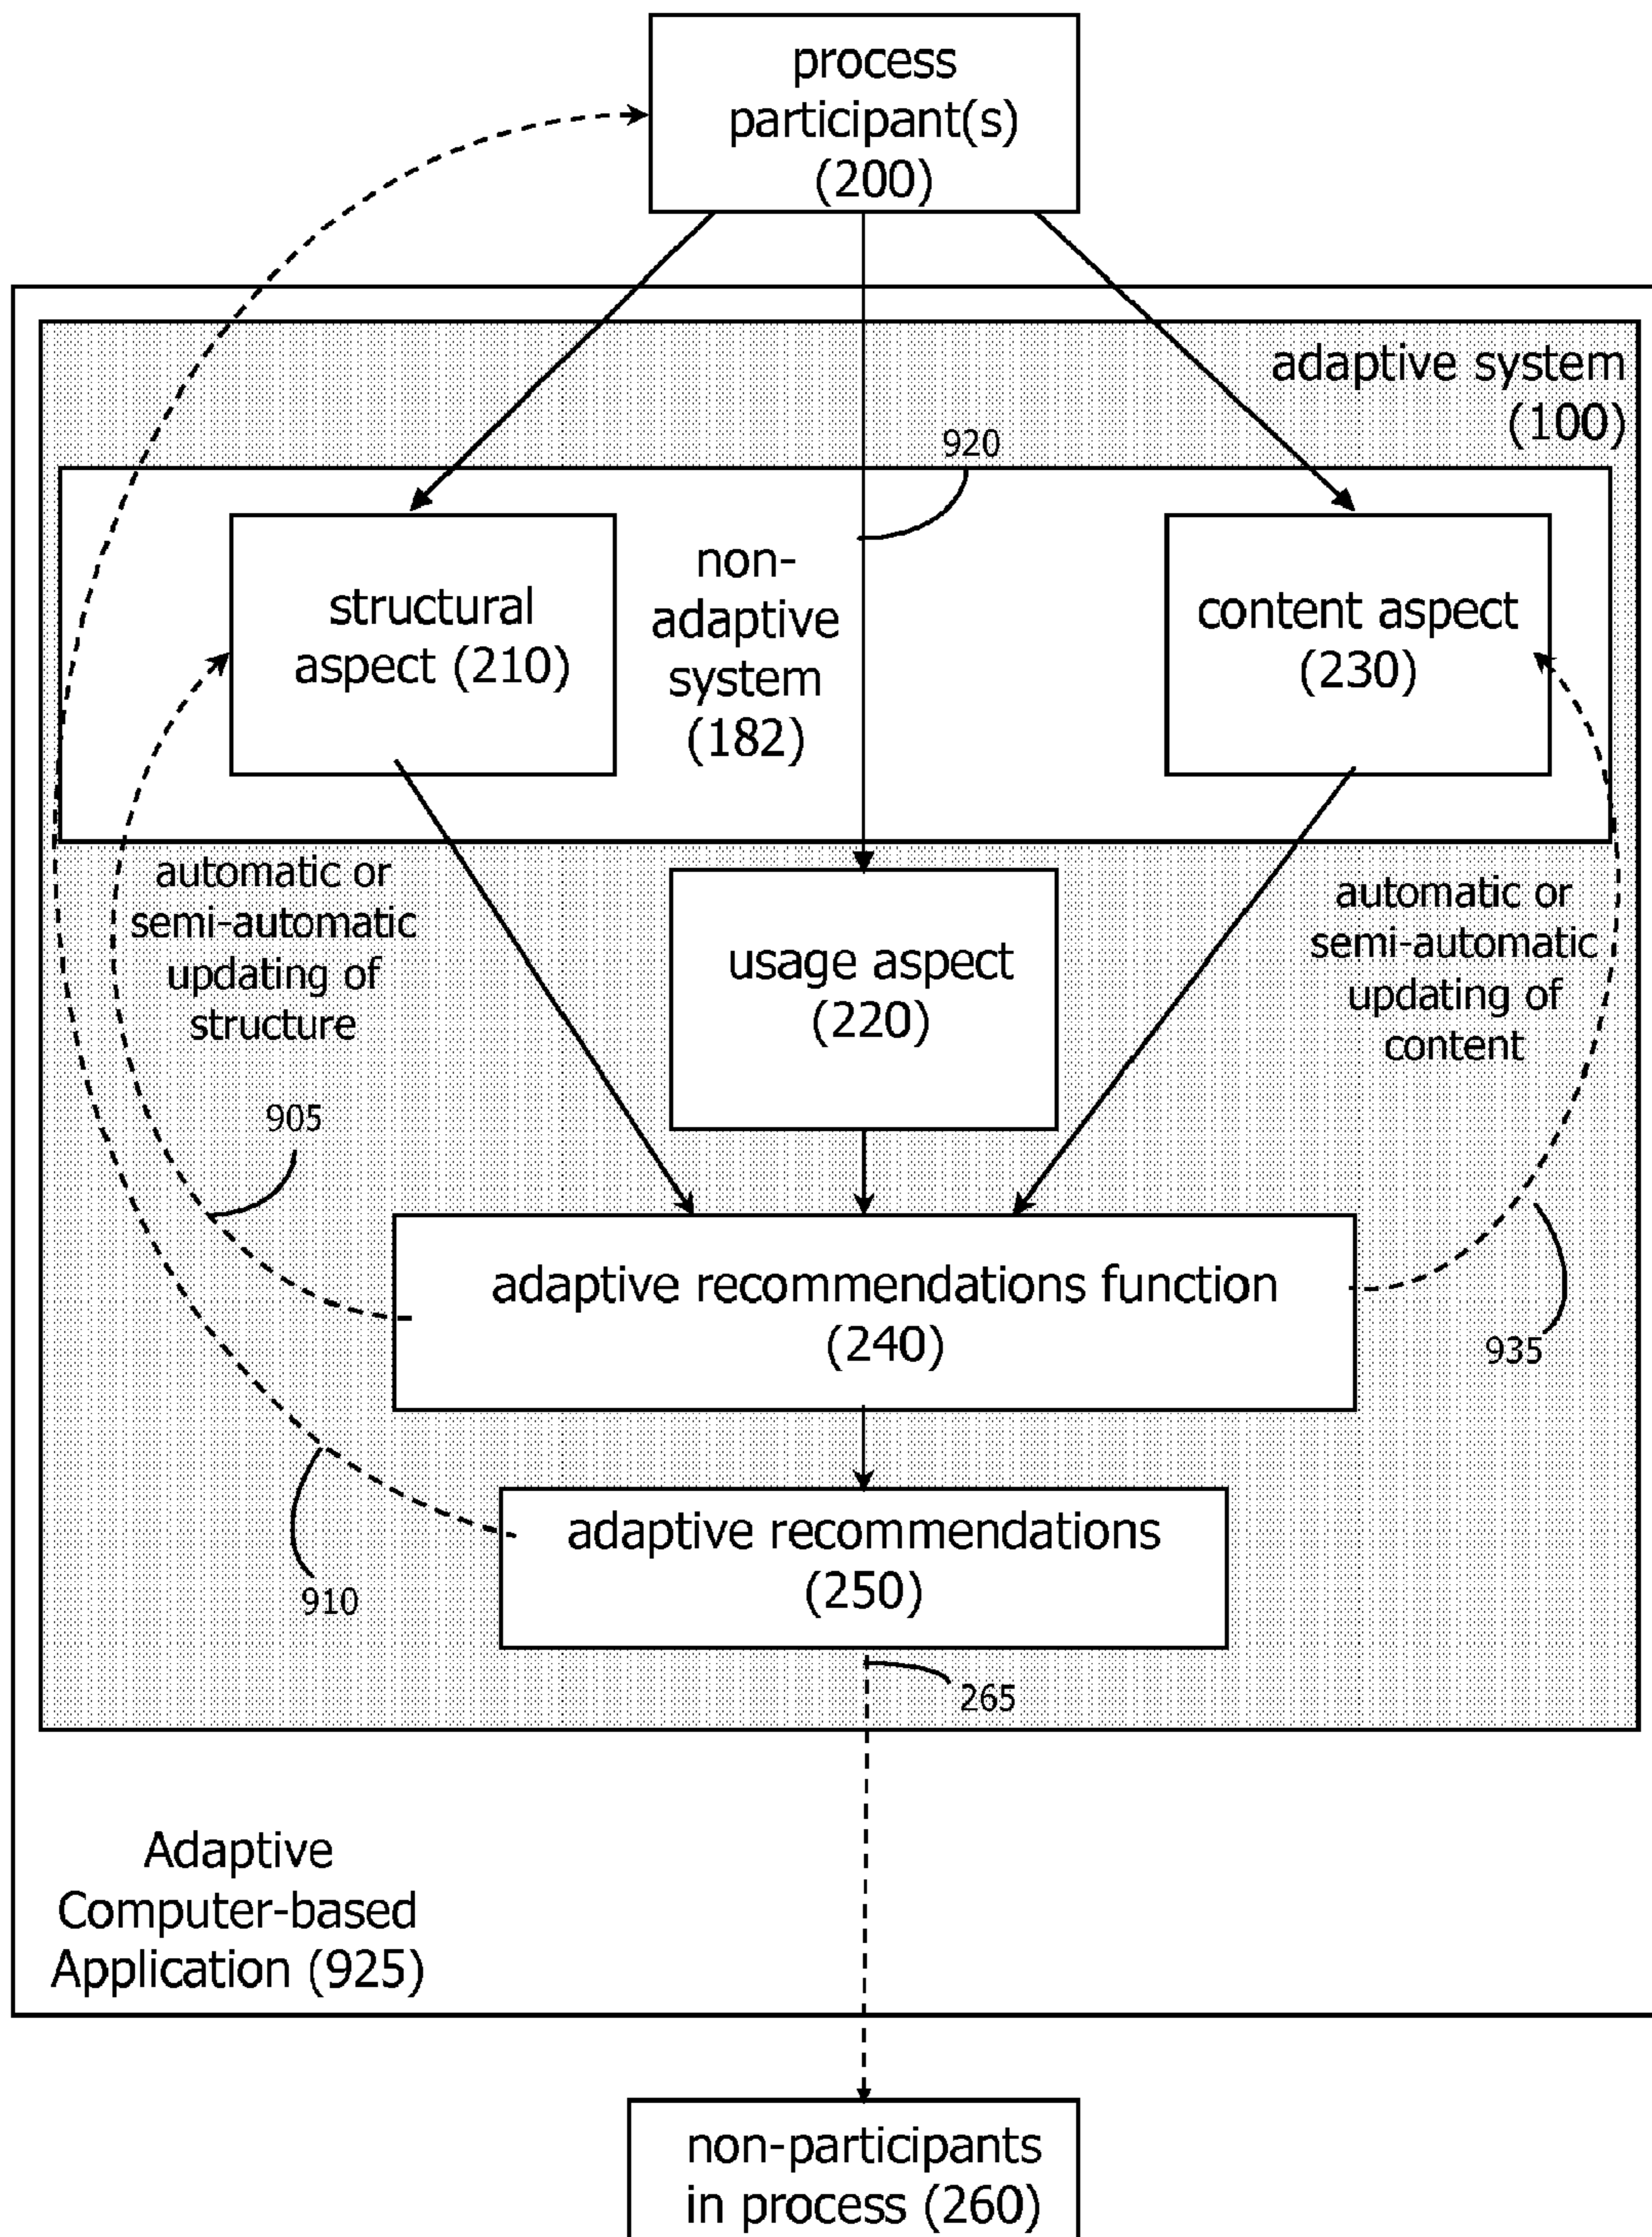 process
participant(s)
(200)
adaptive system
(100)
920
structural
aspect (210)
non-
adaptive
system
(182)
content aspect
(230)
automatic or
semi-automatic
updating of
structure
usage aspect
(220)
automatic or
semi-automatic
updating of
content
905
adaptive recommendations function
(240)
935
adaptive recommendations
(250)
910
265
Adaptive
Computer-based
Application (925)
non-participants
in process (260)